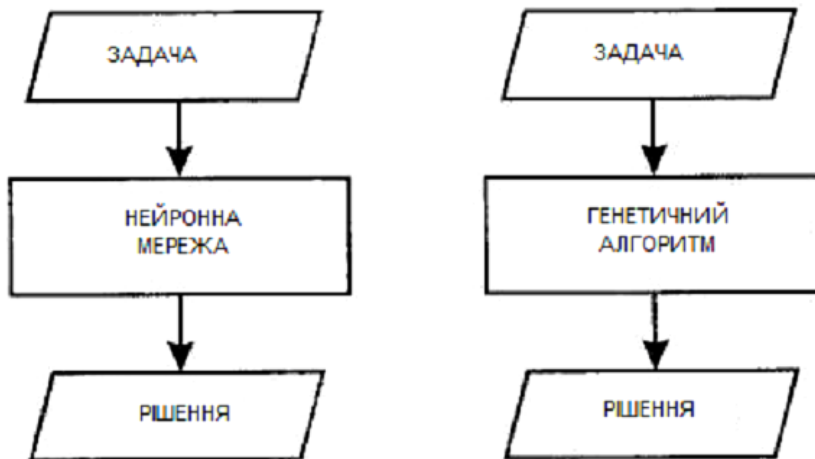 ЗАДАЧА
НЕЙРОННА
МЕРЕЖА
РІШЕННЯ
ЗАДАЧА
ГЕНЕТИЧНИЙ
АЛГОРИТМ
РІШЕННЯ